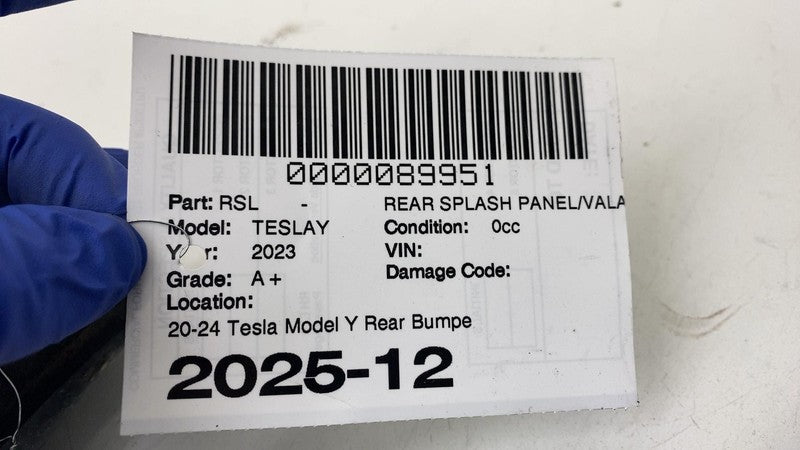 0000089951
Part: RSL - REAR SPLASH PANEL/VALA
Model: TESLAY Condition: 0cc
Year: 2023 VIN:
Grade: A+ Damage Code:
Location:
20-24 Tesla Model Y Rear Bumpe
2025-12